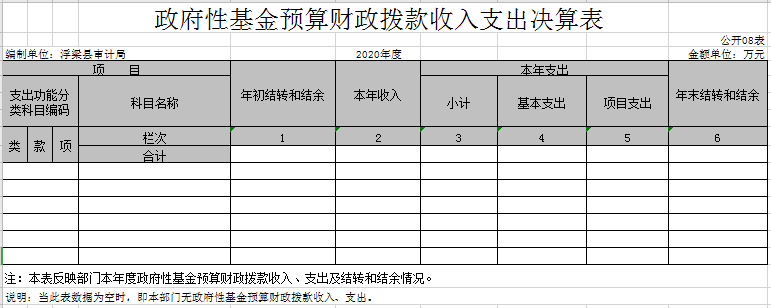 政府性基金预算财政拨款收入支出决算表
公开08表
编制单位：浮梁县审计局 2020年度 金额单位：万元
项 目 年初结转和结余 本年收入 本年支出 年末结转和结余
支出功能分类科目编码 科目名称 小计 基本支出 项目支出
类 款 项 栏次 1 2 3 4 5 6
合计
注：本表反映部门本年度政府性基金预算财政拨款收入、支出及结转和结余情况。
说明：当此表数据为空时，即本部门无政府性基金预算财政拨款收入、支出.